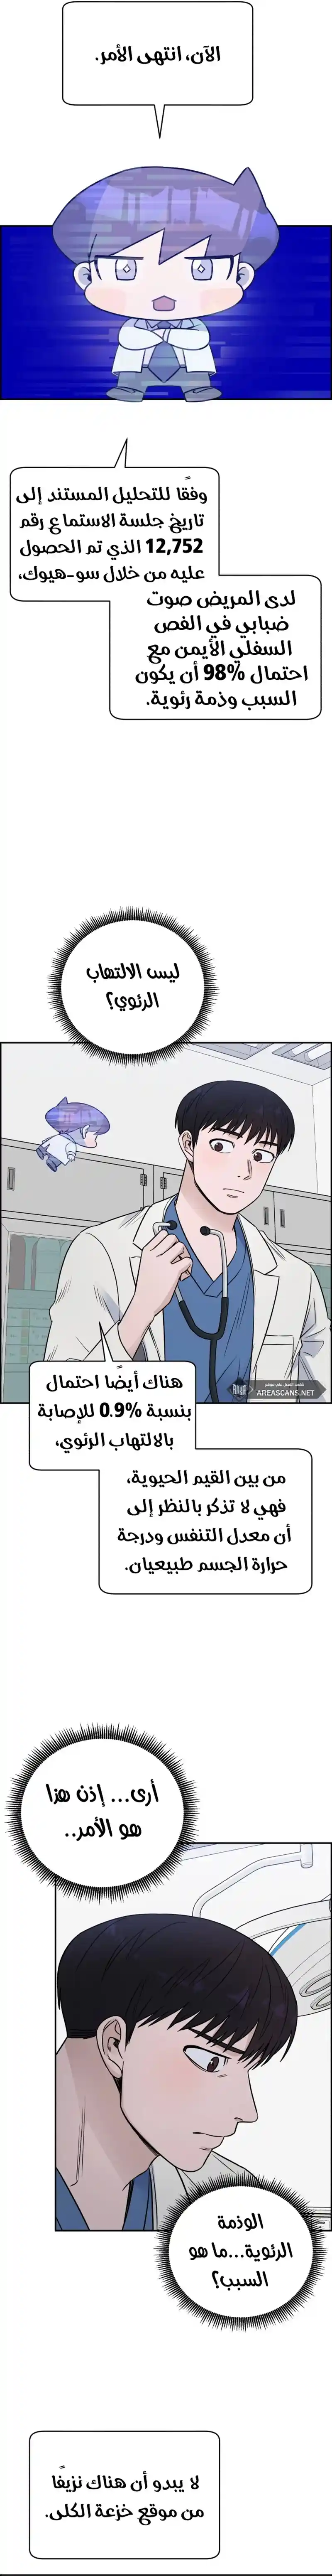 الآن، انتهى الأمر.
وفقًا للتحليل المستند إلى
تاريخ جلسة الاستماع رقم
12,752 الذي تم الحصول
عليه من خلال سو-هيوك،
لدى المريض صوت
ضبابي في الفص
السفلي الأيمن مع
احتمال 98% أن يكون
السبب وذمة رئوية.
ليس الالتهاب
الرئوي؟
هناك أيضًا احتمال
بنسبة 0.9% للإصابة
بالالتهاب الرئوي،
AREASCANS.NET
من بين القيم الحيوية،
فهي لا تذكر بالنظر إلى
أن معدل التنفس ودرجة
حرارة الجسم طبيعيان.
أرى... إذن هذا
هو الأمر..
الوذمة
الرئوية...ما هو
السبب؟
لا يبدو أن هناك نزيفًا
من موقع خزعة الكلى.